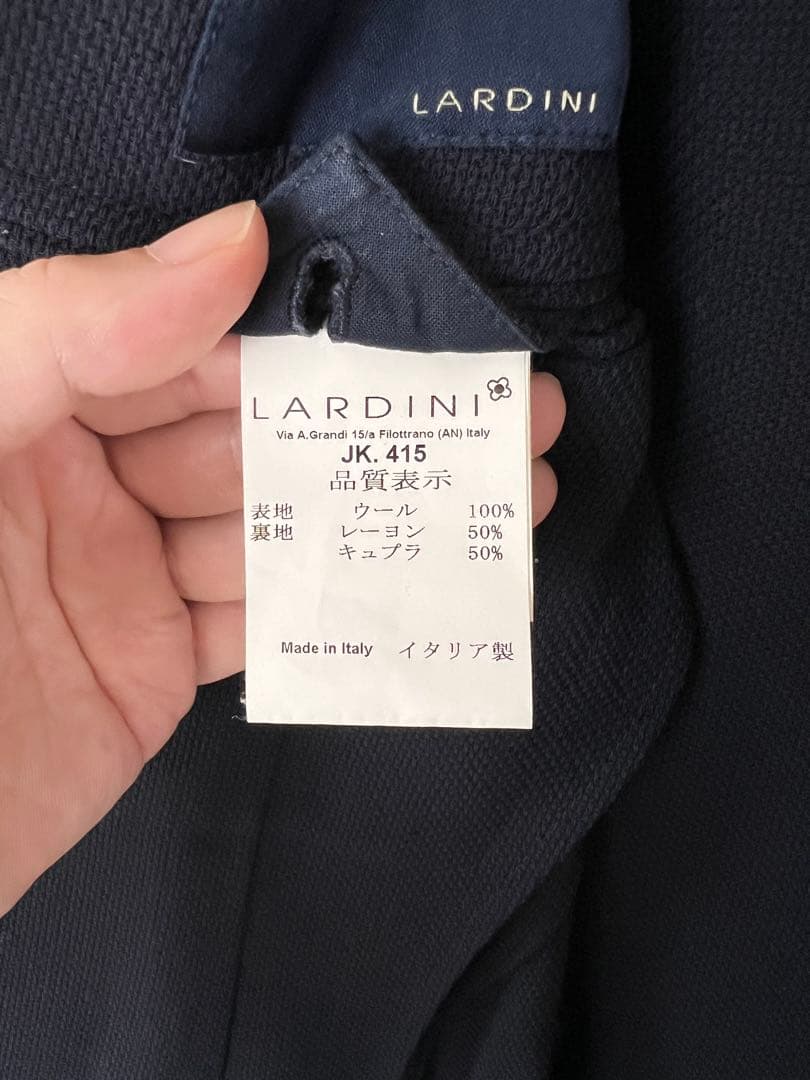 LARDINI
LARDINI
Via A.Grandi 15/a Filottrano (AN) Italy
JK. 415
品質表示
表地 ウール 100%
裏地 レーヨン 50%
キュプラ 50%
Made in Italy イタリア製